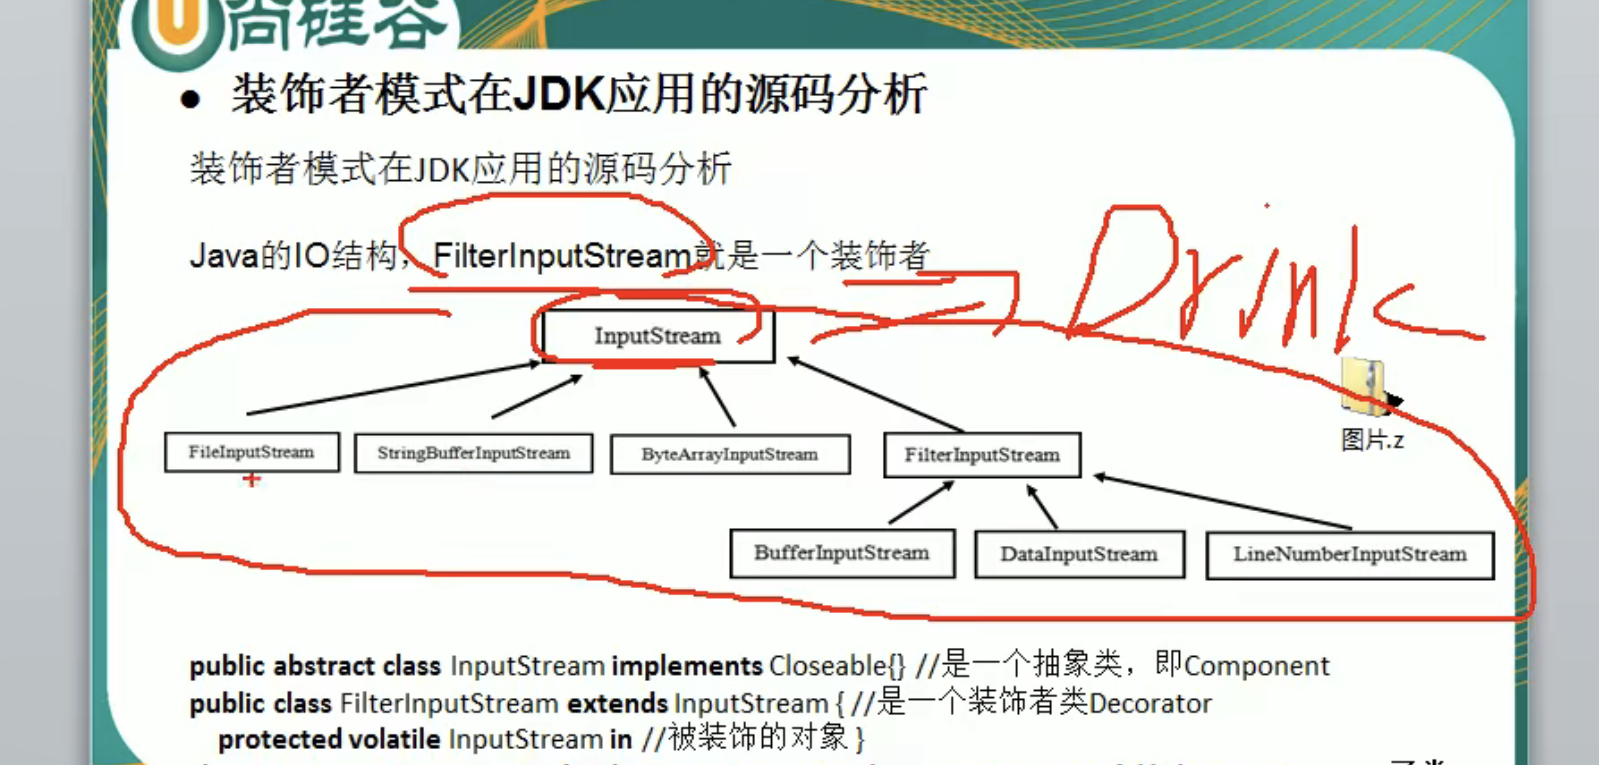 尚硅谷
● 装饰者模式在JDK应用的源码分析
装饰者模式在JDK应用的源码分析
Java的IO结构，FilterInputStream就是一个装饰者
Drink
InputStream
图片.z
FileInputStream StringBufferInputStream ByteArrayInputStream FilterInputStream
BufferInputStream DataInputStream LineNumberInputStream
public abstract class InputStream implements Closeable{} //是一个抽象类，即Component
public class FilterInputStream extends InputStream { //是一个装饰者类Decorator
protected volatile InputStream in //被装饰的对象 }